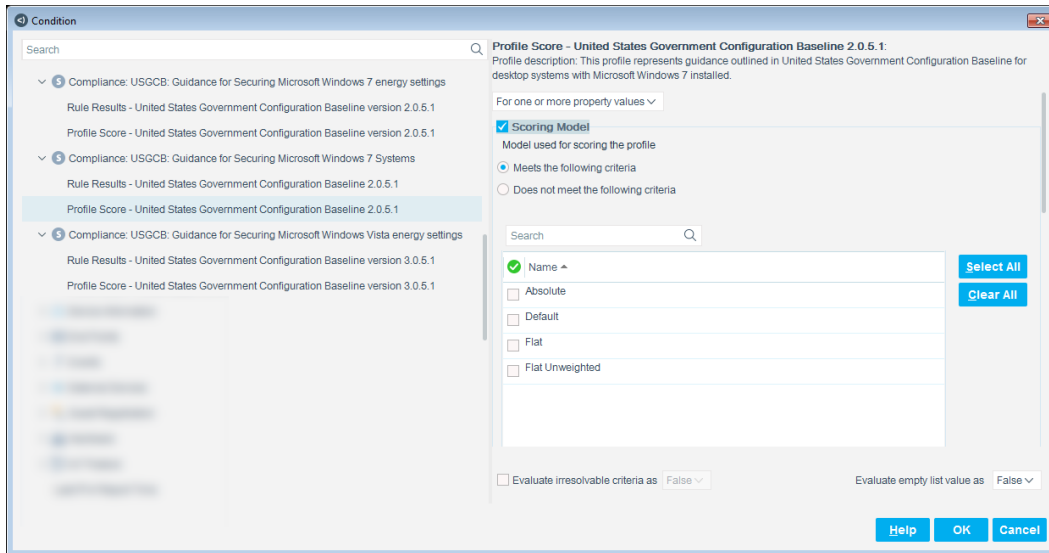 Condition
Search
Compliance: USGCB: Guidance for Securing Microsoft Windows 7 energy settings
Rule Results - United States Government Configuration Baseline version 2.0.5.1
Profile Score - United States Government Configuration Baseline version 2.0.5.1
Compliance: USGCB: Guidance for Securing Microsoft Windows 7 Systems
Rule Results - United States Government Configuration Baseline 2.0.5.1
Profile Score - United States Government Configuration Baseline 2.0.5.1
Compliance: USGCB: Guidance for Securing Microsoft Windows Vista energy settings
Rule Results - United States Government Configuration Baseline version 3.0.5.1
Profile Score - United States Government Configuration Baseline version 3.0.5.1
Profile Score - United States Government Configuration Baseline 2.0.5.1:
Profile description: This profile represents guidance outlined in United States Government Configuration Baseline for
desktop systems with Microsoft Windows 7 installed.
For one or more property values
Scoring Model
Model used for scoring the profile
Meets the following criteria
Does not meet the following criteria
Search
Name
Select All
Absolute
Clear All
Default
Flat
Flat Unweighted
Evaluate irresolvable criteria as False
Evaluate empty list value as False
Help OK Cancel